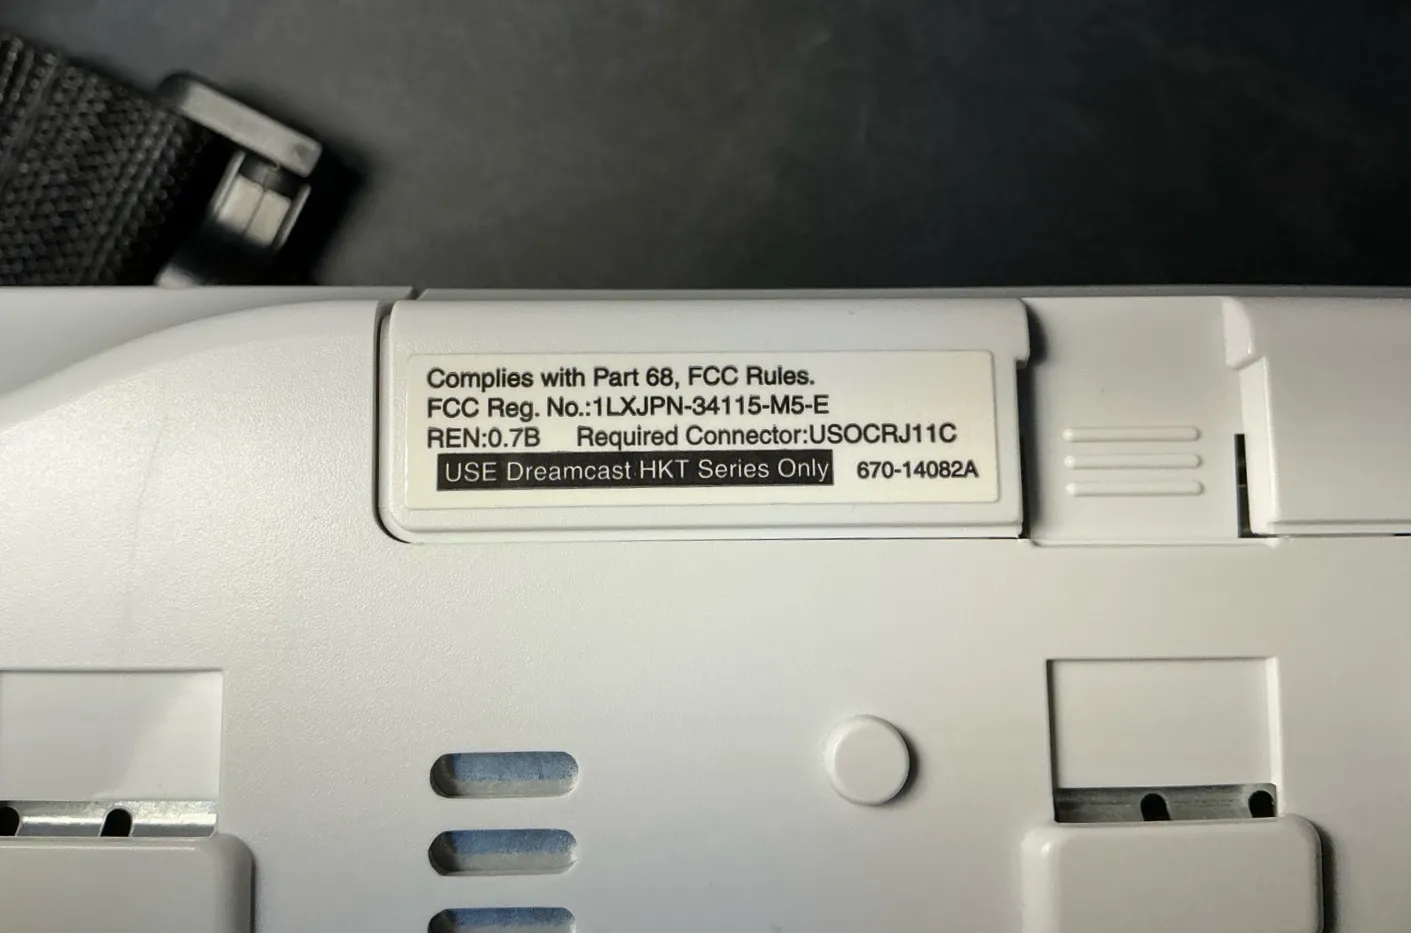 Complies with Part 68, FCC Rules.
FCC Reg. No.:1LXJPN-34115-M5-E
REN:0.7B Required Connector:USOCRJ11C
USE Dreamcast HKT Series Only 670-14082A